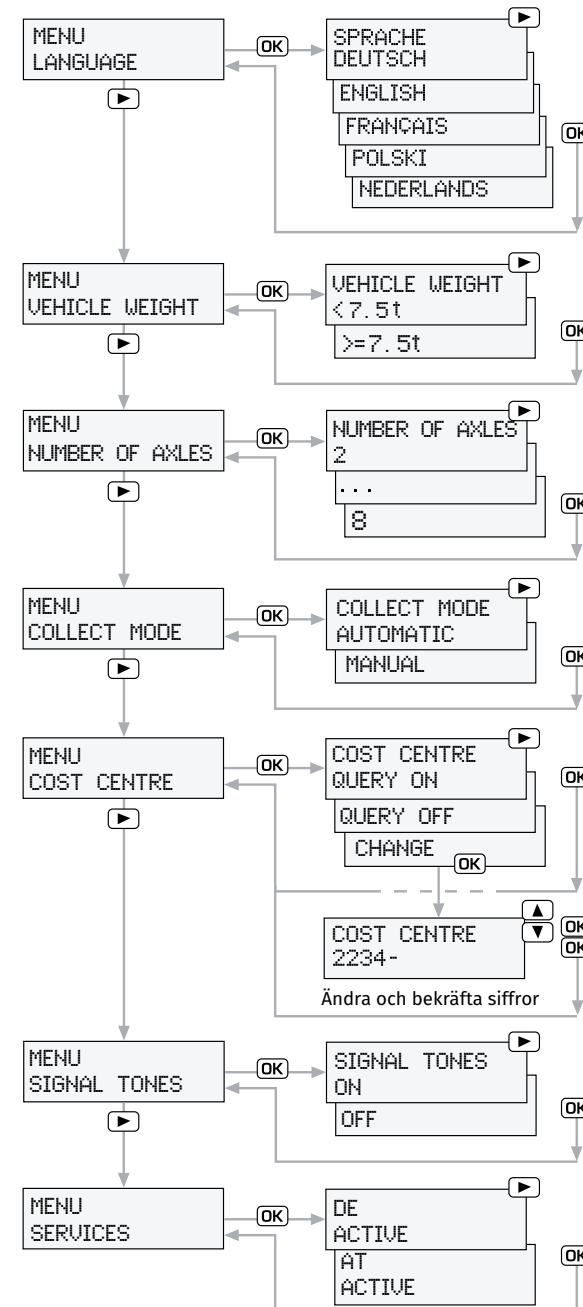 MENU
LANGUAGE
OK
SPRACHE
DEUTSCH
ENGLISH
FRANÇAIS
POLSKI
NEDERLANDS
OK
MENU
VEHICLE WEIGHT
OK
VEHICLE WEIGHT
<7.5t
>=7.5t
OK
MENU
NUMBER OF AXLES
OK
NUMBER OF AXLES
2
...
8
OK
MENU
COLLECT MODE
OK
COLLECT MODE
AUTOMATIC
MANUAL
OK
MENU
COST CENTRE
OK
COST CENTRE
QUERY ON
QUERY OFF
CHANGE
OK
OK
COST CENTRE
2234-
OK
OK
Ändra och bekräfta siffror
MENU
SIGNAL TONES
OK
SIGNAL TONES
ON
OFF
OK
MENU
SERVICES
OK
DE
ACTIVE
AT
ACTIVE
OK